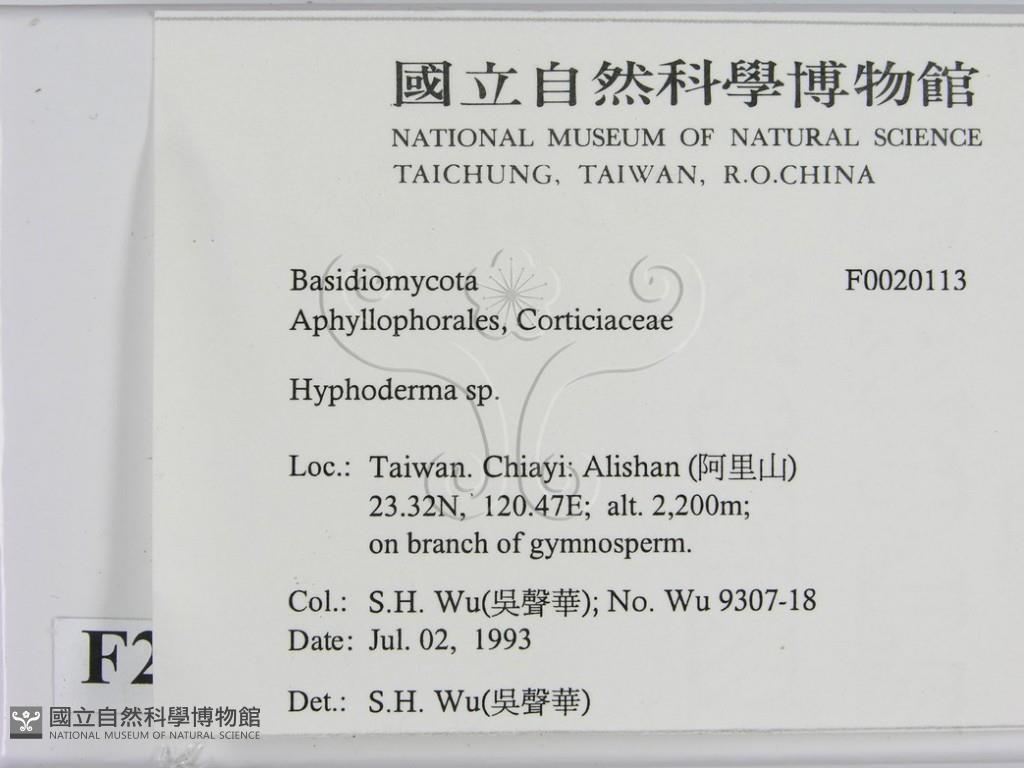 國立自然科學博物館
NATIONAL MUSEUM OF NATURAL SCIENCE
TAICHUNG, TAIWAN, R.O.CHINA
Basidiomycota F0020113
Aphyllophorales, Corticiaceae
Hyphoderma sp.
Loc.: Taiwan. Chiayi: Alishan (阿里山)
23.32N, 120.47E; alt. 2,200m;
on branch of gymnosperm.
Col.: S.H. Wu(吳聲華); No. Wu 9307-18
Date: Jul. 02, 1993
Det.: S.H. Wu(吳聲華)
F2
國立自然科學博物館
NATIONAL MUSEUM OF NATURAL SCIENCE